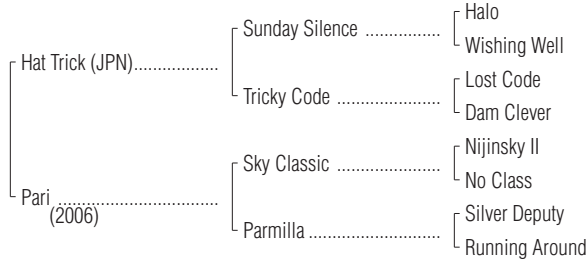 Halo
Sunday Silence ................
Wishing Well
Hat Trick (JPN)..................
Lost Code
Tricky Code ......................
Dam Clever
Nijinsky II
Sky Classic ......................
No Class
Pari ..................................
(2006)
Silver Deputy
Parmilla ............................
Running Around